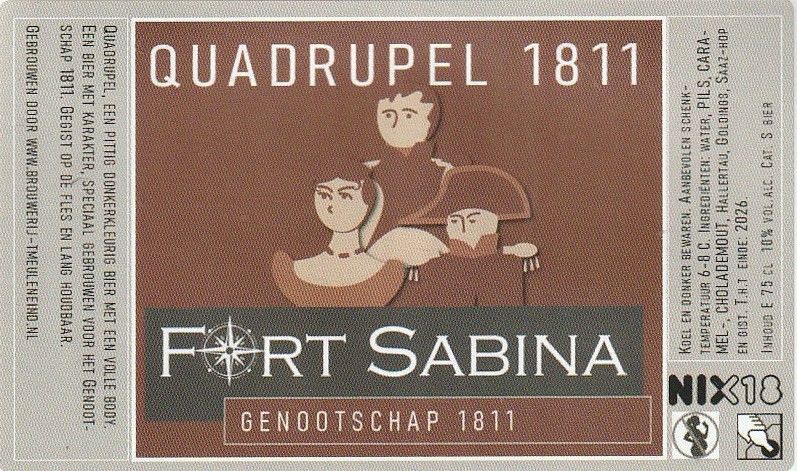 Quadrupel, een pittig donkerkleurig bier met een volle body.
Een bier met karakter, speciaal gebrouwen voor het Genoot-
schap 1811. Gegist op de fles en lang houdbaar.
Gebrouwen door www.brouwerij-tmeuleneind.nl
QUADRUPEL 1811
FORT SABINA
GENOOTSCHAP 1811
Koel en donker bewaren. Aanbevolen schenk-
temperatuur 6-8 C. Ingrediënten: water, pils, cara-
mel-, cholademout, Hallertau, Goldings, Saaz-hop
en gist. T.h.t. einde: 2026.
Inhoud e 75 cl 10% vol.alc. Cat. S bier
NIX18